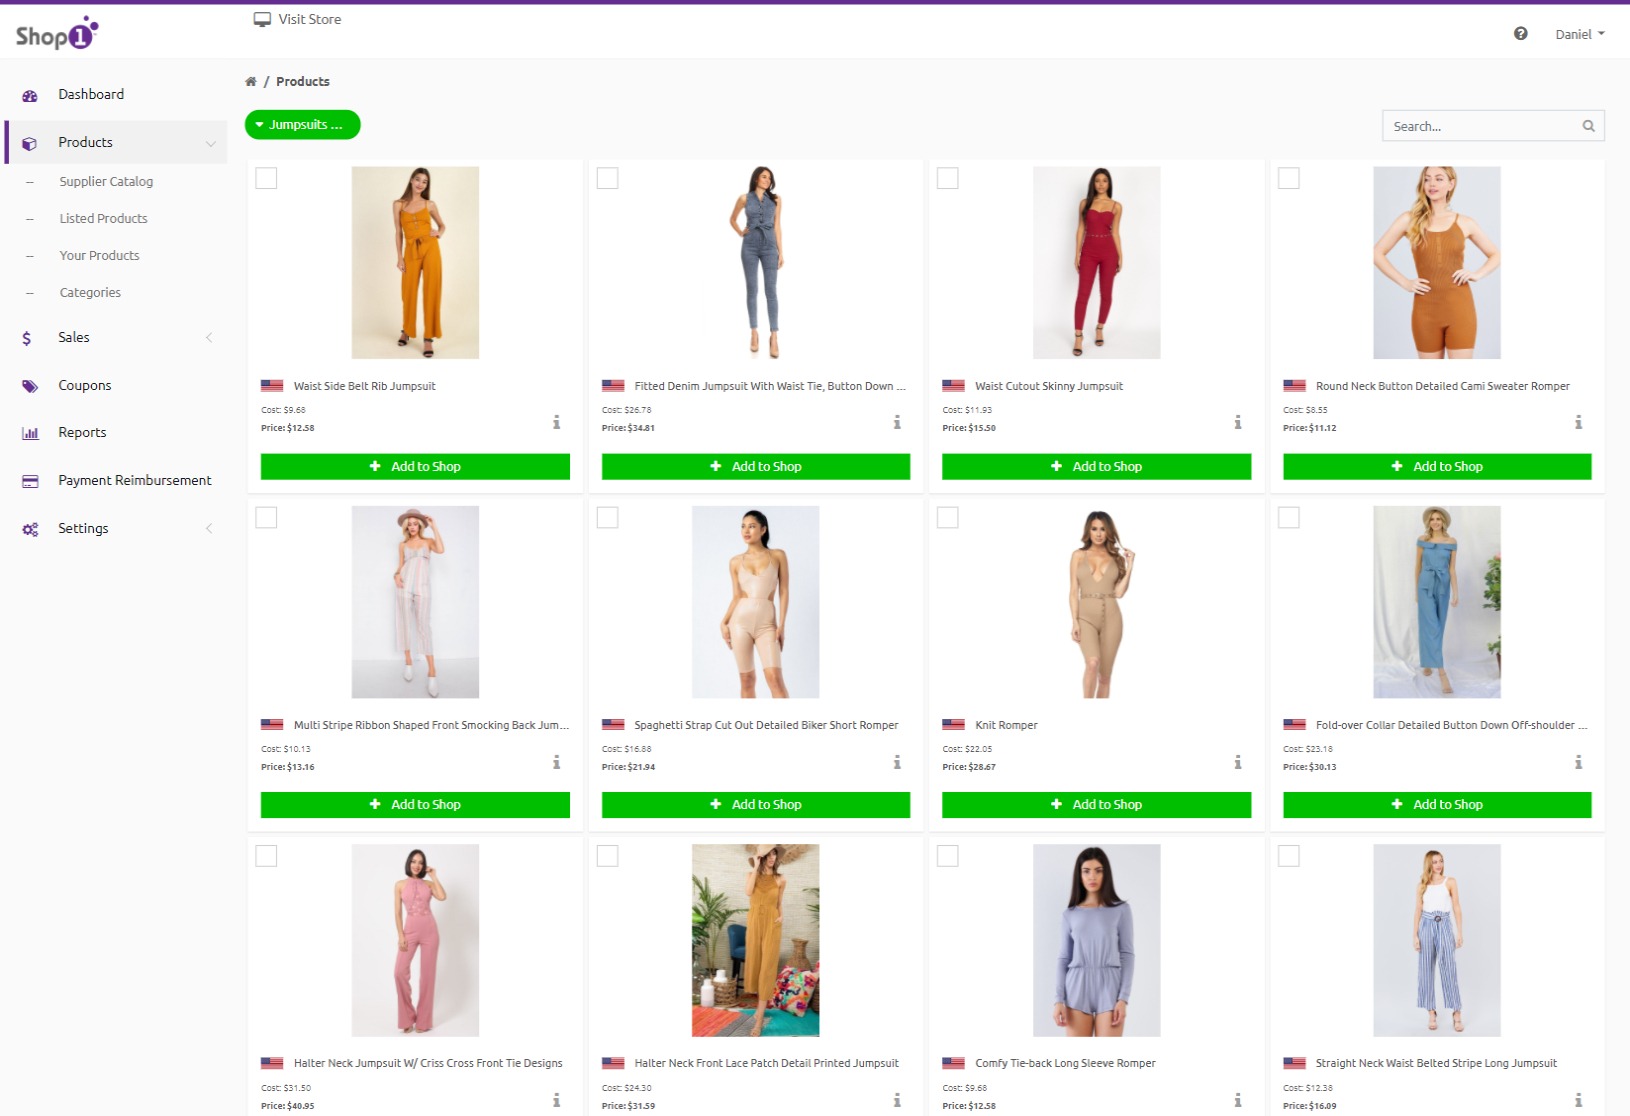 Shop1
Visit Store
Daniel
Dashboard
Products
Supplier Catalog
Listed Products
Your Products
Categories
Sales
Coupons
Reports
Payment Reimbursement
Settings
/ Products
Jumpsuits ...
Search...
Waist Side Belt Rib Jumpsuit
Cost: $9.68
Price: $12.58
Add to Shop
Fitted Denim Jumpsuit With Waist Tie, Button Down ...
Cost: $26.78
Price: $34.81
Add to Shop
Waist Cutout Skinny Jumpsuit
Cost: $11.93
Price: $15.50
Add to Shop
Round Neck Button Detailed Cami Sweater Romper
Cost: $8.55
Price: $11.12
Add to Shop
Multi Stripe Ribbon Shaped Front Smocking Back Jum...
Cost: $10.13
Price: $13.16
Add to Shop
Spaghetti Strap Cut Out Detailed Biker Short Romper
Cost: $16.88
Price: $21.94
Add to Shop
Knit Romper
Cost: $22.05
Price: $28.67
Add to Shop
Fold-over Collar Detailed Button Down Off-shoulder ...
Cost: $23.18
Price: $30.13
Add to Shop
Halter Neck Jumpsuit W/ Criss Cross Front Tie Designs
Cost: $31.50
Price: $40.95
Halter Neck Front Lace Patch Detail Printed Jumpsuit
Cost: $24.30
Price: $31.59
Comfy Tie-back Long Sleeve Romper
Cost: $9.68
Price: $12.58
Straight Neck Waist Belted Stripe Long Jumpsuit
Cost: $12.38
Price: $16.09